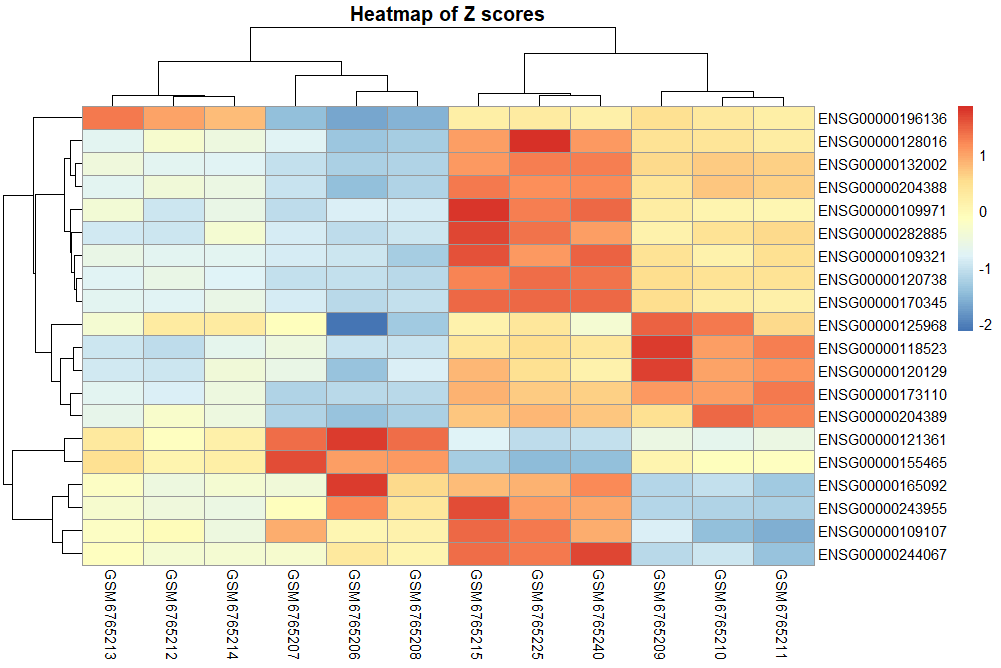 Heatmap of Z scores
ENSG00000196136
ENSG00000128016
ENSG00000132002
ENSG00000204388
ENSG00000109971
ENSG00000282885
ENSG00000109321
ENSG00000120738
ENSG00000170345
ENSG00000125968
ENSG00000118523
ENSG00000120129
ENSG00000173110
ENSG00000204389
ENSG00000121361
ENSG00000155465
ENSG00000165092
ENSG00000243955
ENSG00000109107
ENSG00000244067
1
0
-1
-2
GSM6765213
GSM6765212
GSM6765214
GSM6765207
GSM6765206
GSM6765208
GSM6765215
GSM6765225
GSM6765240
GSM6765209
GSM6765210
GSM6765211